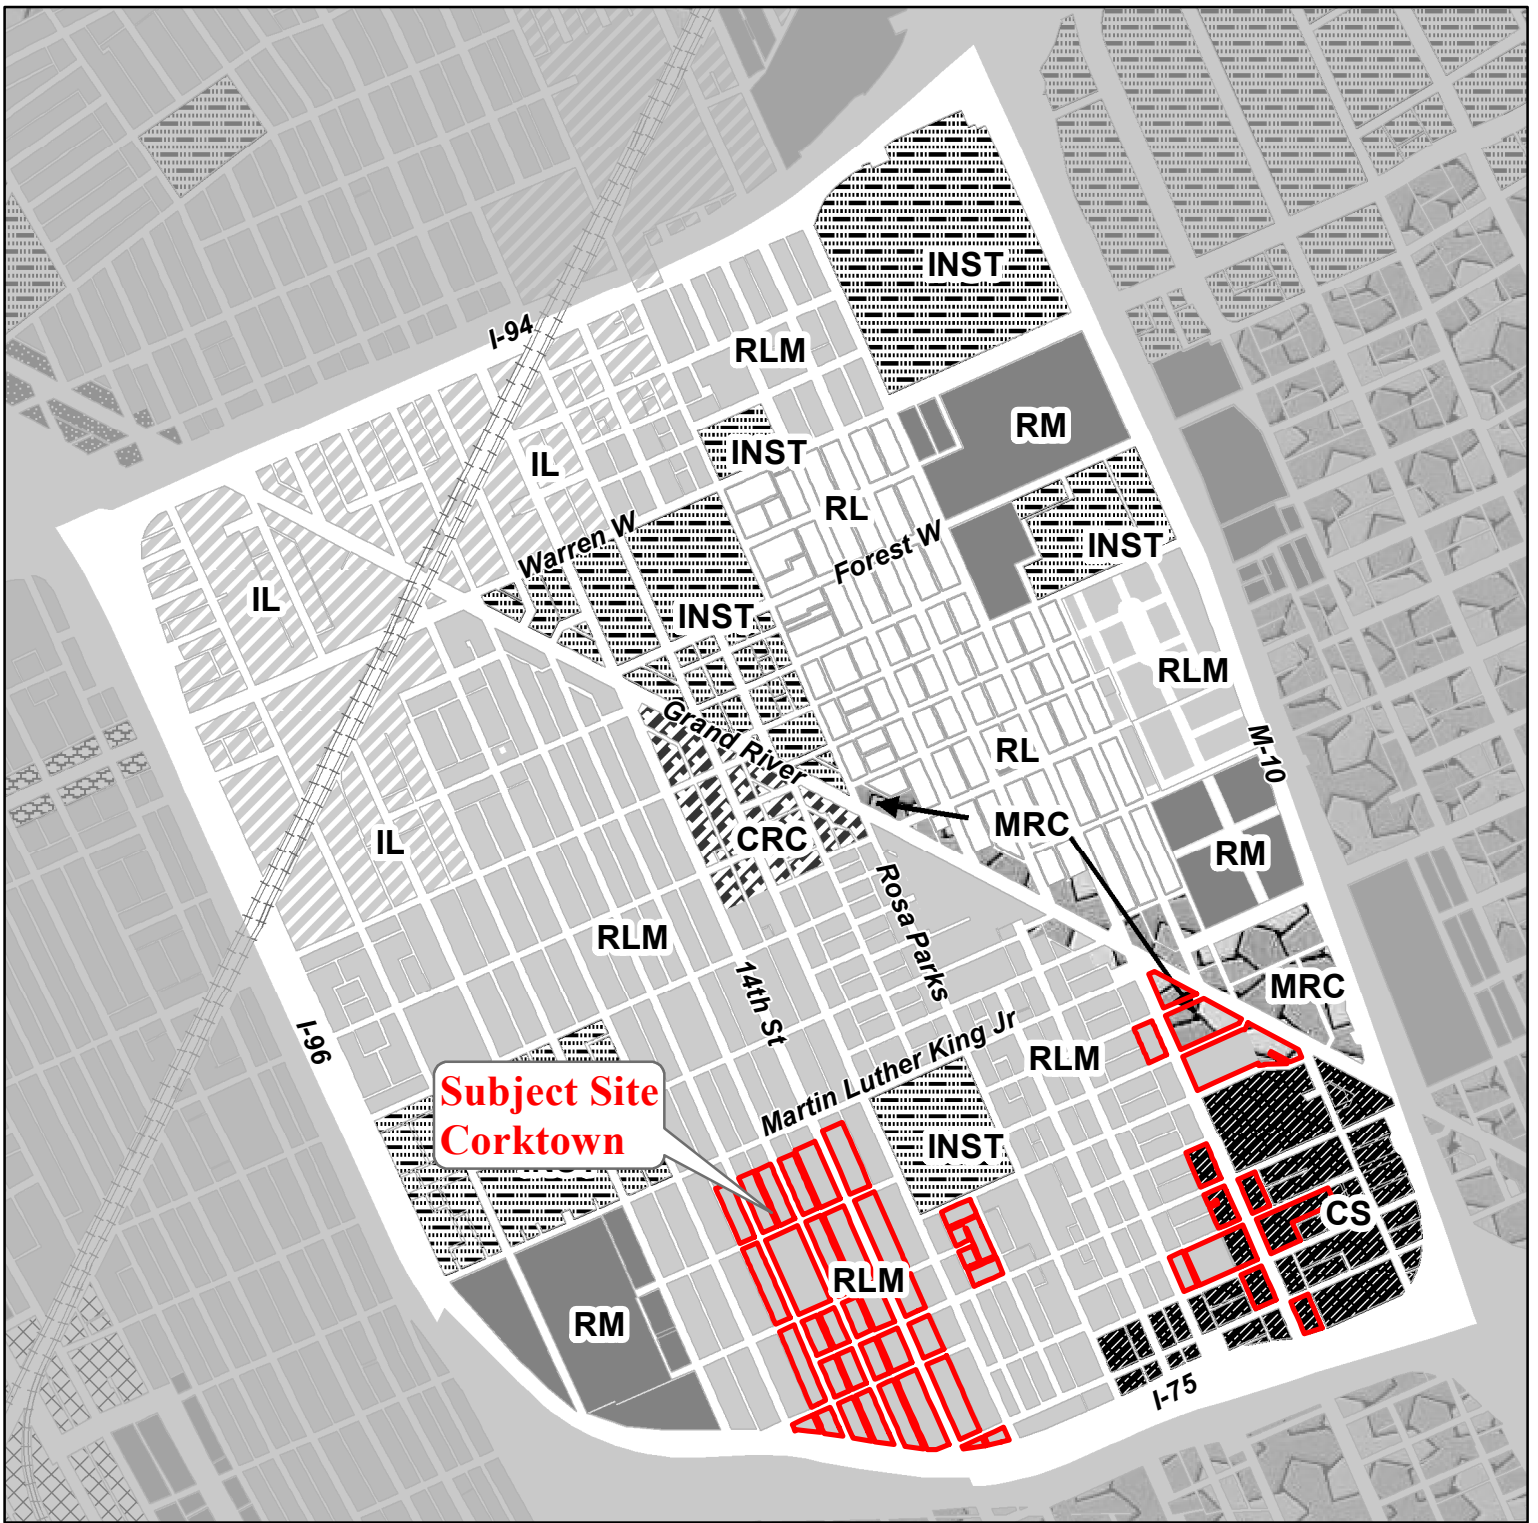 INST
I-94
RLM
RM
INST
IL
RL
Warren W
Forest W
INST
IL
INST
RLM
Grand River
RL
M-10
MRC
CRC
IL
RM
Rosa Parks
RLM
14th St
MRC
I-96
Martin Luther King Jr
RLM
Subject Site
Corktown
INST
CS
RLM
RM
I-75